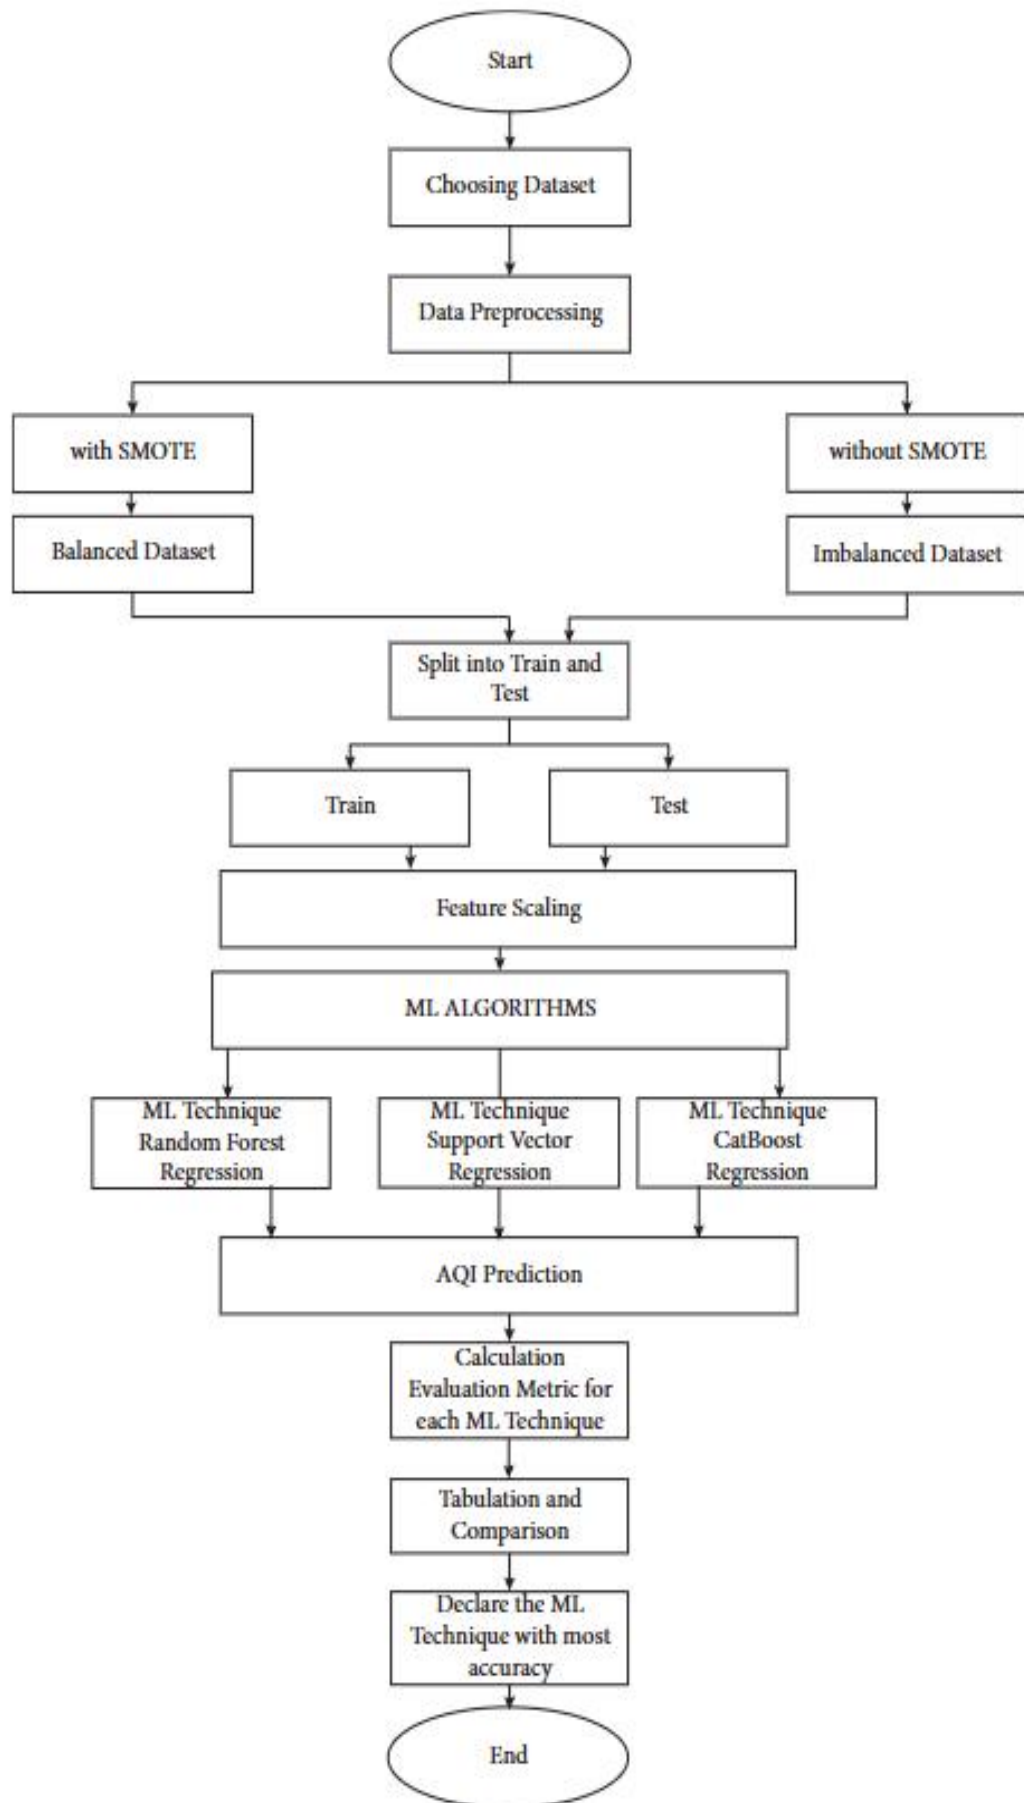 Start
Choosing Dataset
Data Preprocessing
with SMOTE
without SMOTE
Balanced Dataset
Imbalanced Dataset
Split into Train and
Test
Train
Test
Feature Scaling
ML ALGORITHMS
ML Technique
Random Forest
Regression
ML Technique
Support Vector
Regression
ML Technique
CatBoost
Regression
AQI Prediction
Calculation
Evaluation Metric for
each ML Technique
Tabulation and
Comparison
Declare the ML
Technique with most
accuracy
End